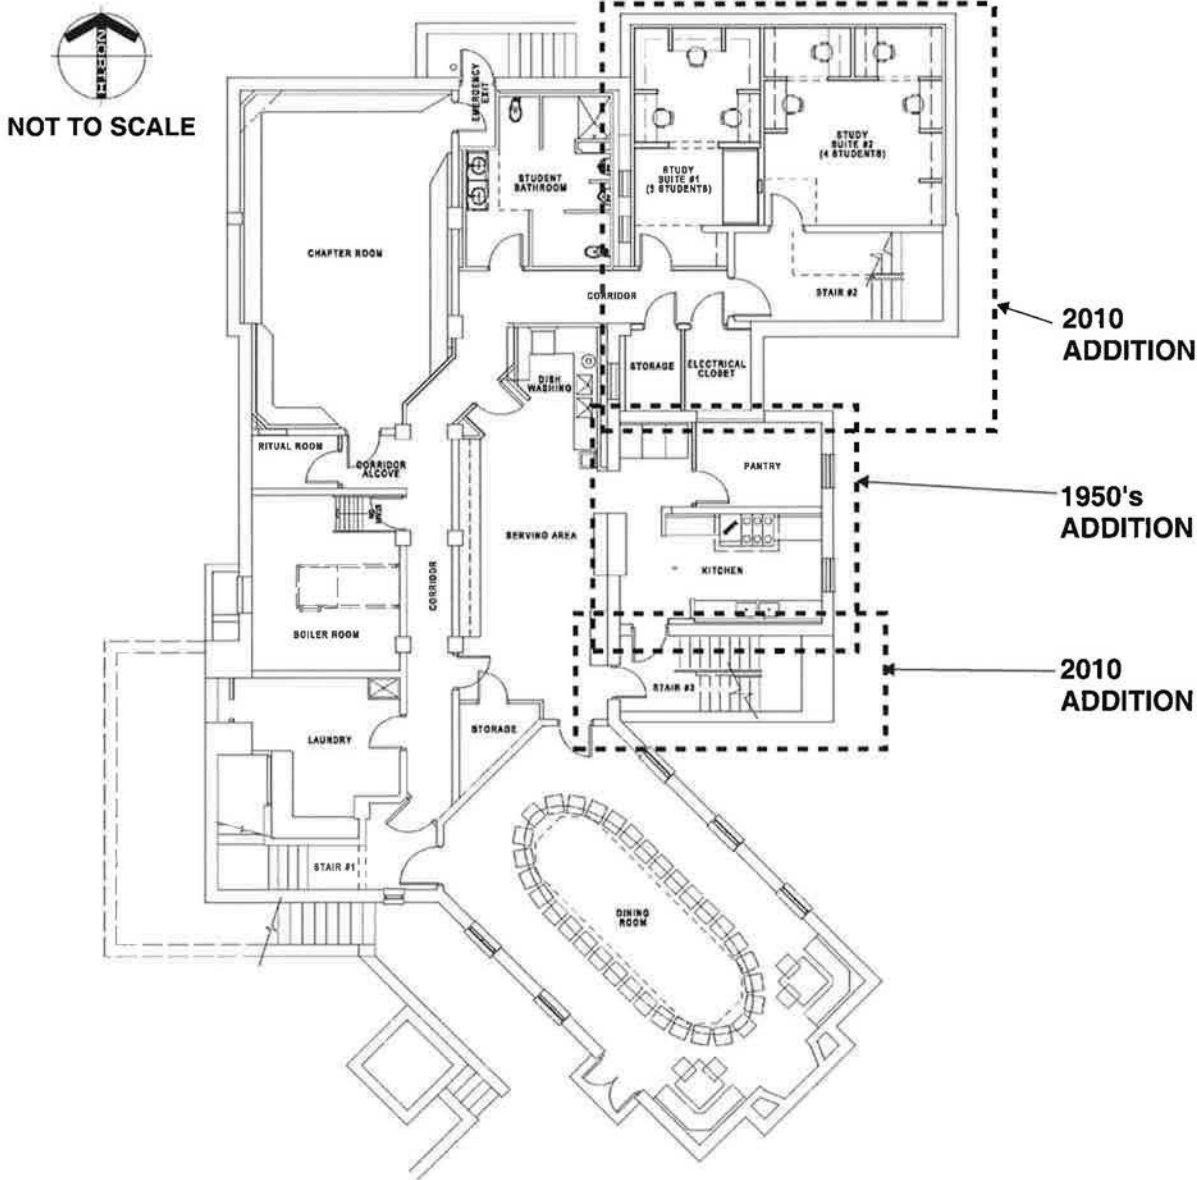 NORTH
NOT TO SCALE
EMERGENCY
EXIT
STUDENT
BATHROOM
STUDY
SUITE #1
(3 STUDENTS)
STUDY
SUITE #2
(4 STUDENTS)
CHAPTER ROOM
CORRIDOR
STAIR #2
2010
ADDITION
STORAGE
ELECTRICAL
CLOSET
DISH
WASHING
RITUAL ROOM
CORRIDOR
ALCOVE
PANTRY
1950's
ADDITION
SERVING AREA
KITCHEN
CORRIDOR
BOILER ROOM
2010
ADDITION
STAIR #3
STORAGE
LAUNDRY
STAIR #1
DINING
ROOM